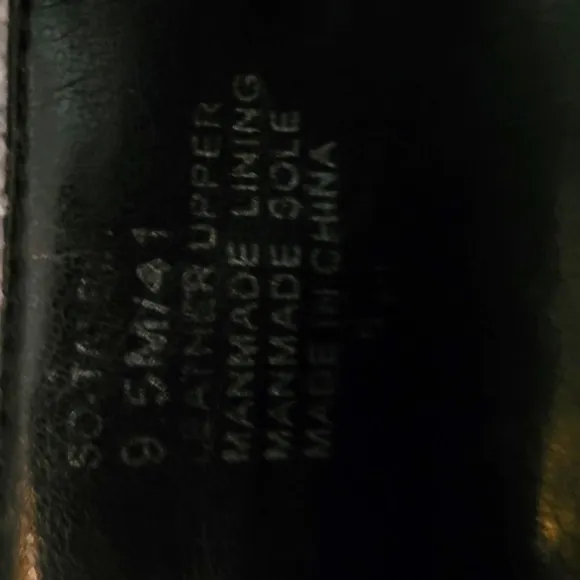 9 5M/41
LEATHER UPPER
MANMADE LINING
MANMADE SOLE
MADE IN CHINA